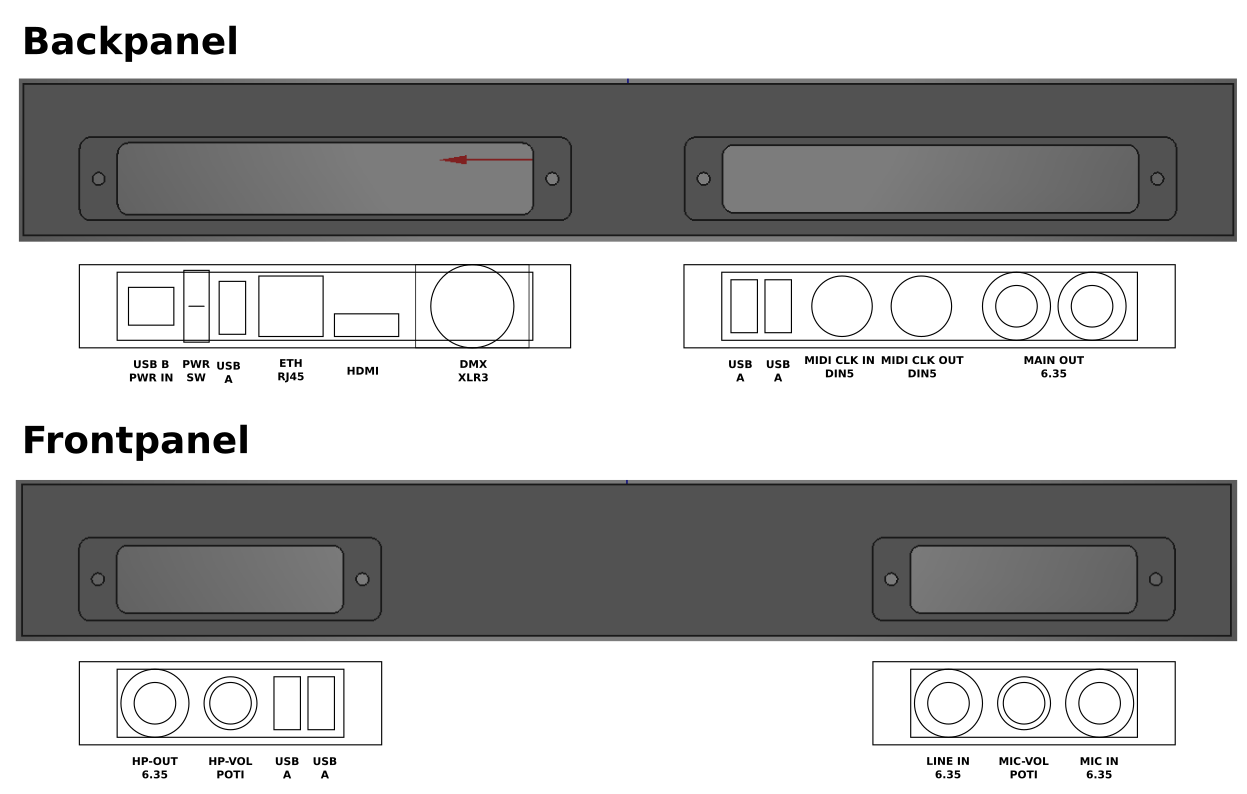 Backpanel
USB B PWR USB ETH HDMI DMX
PWR IN SW A RJ45 XLR3
USB USB MIDI CLK IN MIDI CLK OUT MAIN OUT
A A DIN5 DIN5 6.35
Frontpanel
HP-OUT HP-VOL USB USB
6.35 POTI A A
LINE IN MIC-VOL MIC IN
6.35 POTI 6.35